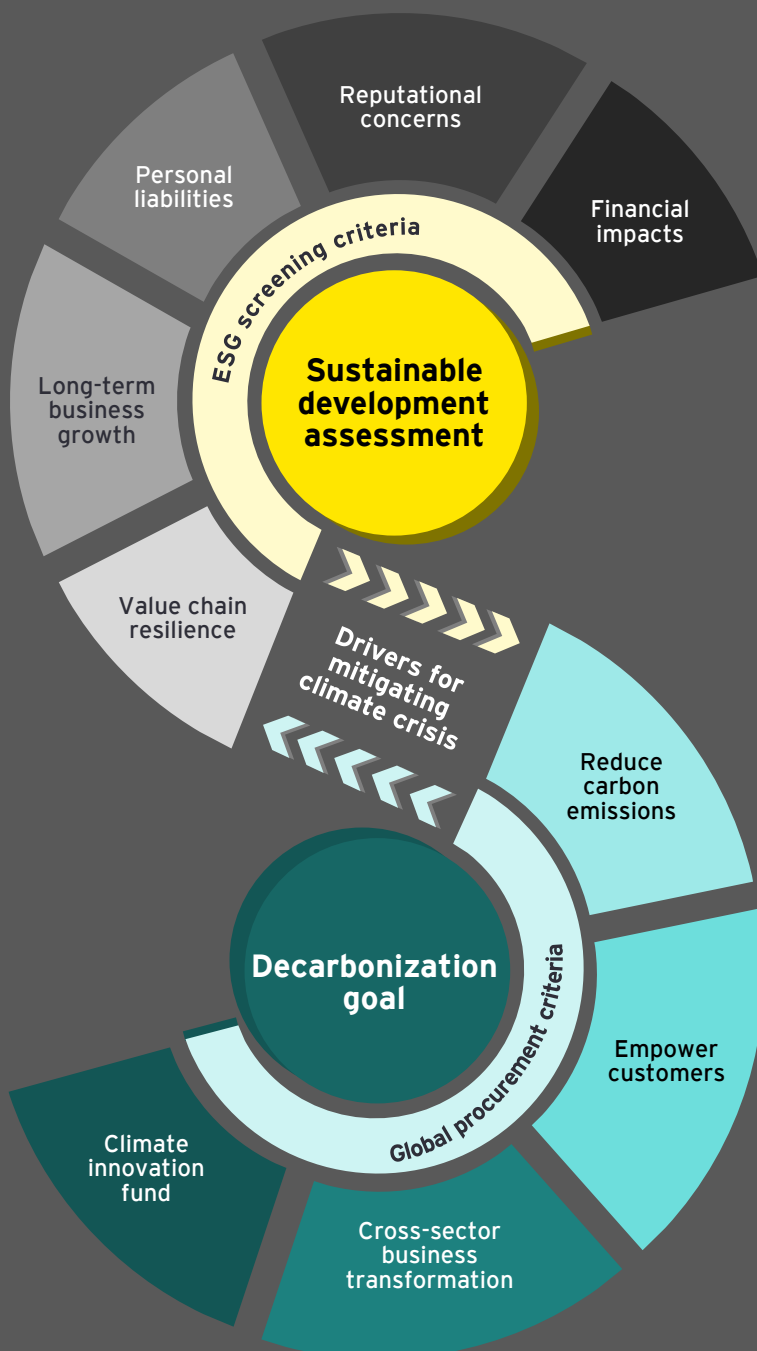 Reputational
concerns
Personal
liabilities
Financial
impacts
ESG screening criteria
Long-term
business
growth
Sustainable
development
assessment
Value chain
resilience
Drivers for
mitigating
climate crisis
Reduce
carbon
emissions
Decarbonization
goal
Global procurement criteria
Empower
customers
Climate
innovation
fund
Cross-sector
business
transformation